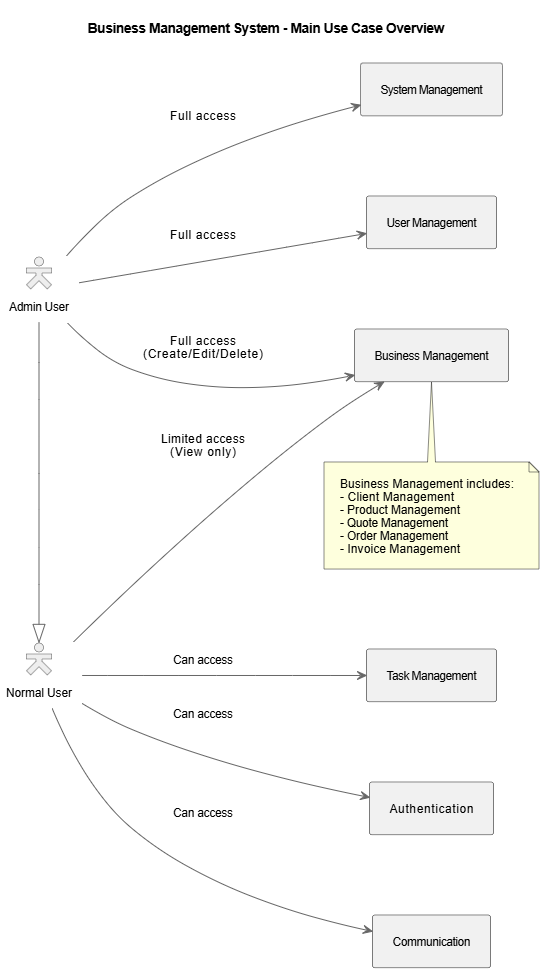 Business Management System - Main Use Case Overview
System Management
Full access
User Management
Full access
Admin User
Full access
(Create/Edit/Delete)
Business Management
Limited access
(View only)
Business Management includes:
- Client Management
- Product Management
- Quote Management
- Order Management
- Invoice Management
Can access
Task Management
Normal User
Can access
Authentication
Can access
Communication